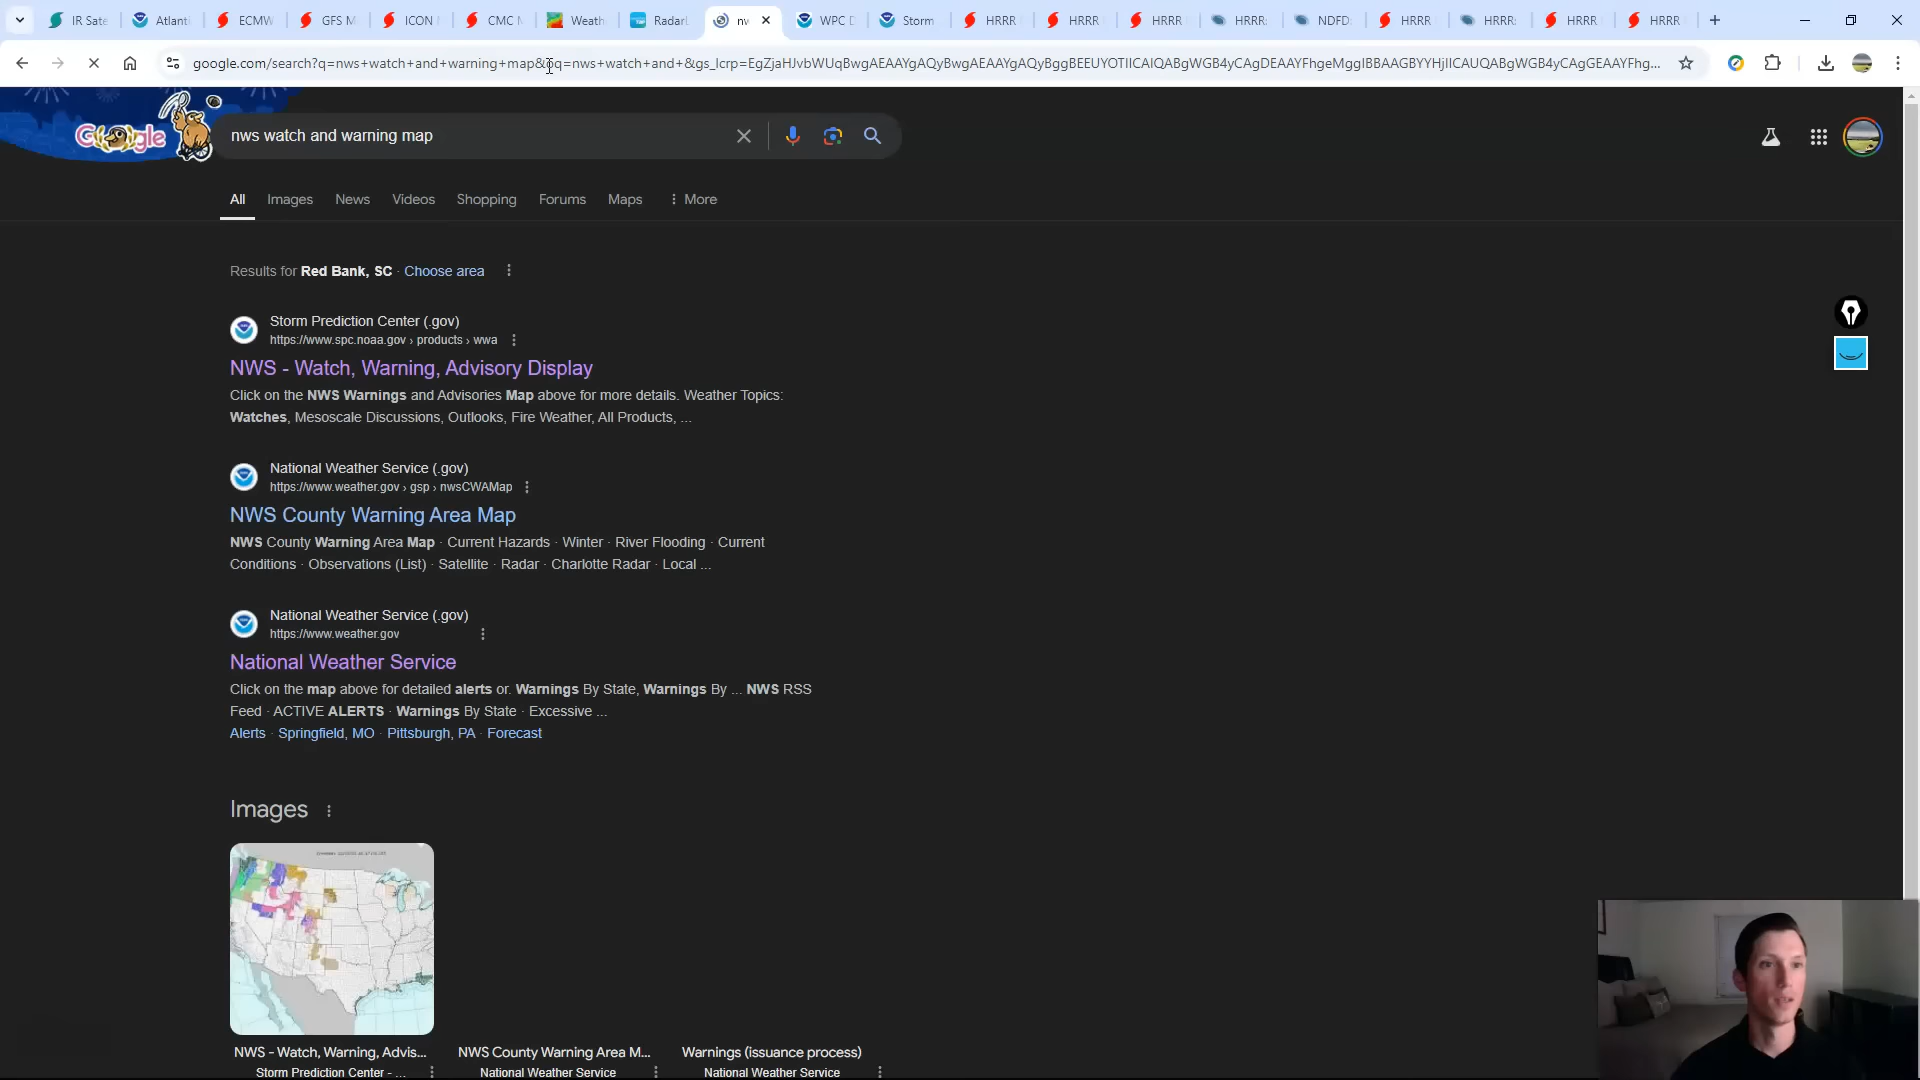 IR Sate
Atlanti
ECMW
GFS M
ICON
CMC M
Weath
RadarL
nw
WPC D
Storm
HRRR
HRRR
HRRR
HRRR:
NDFD:
HRRR
HRRR:
HRRR
HRRR
google.com/search?q=nws+watch+and+warning+map&oq=nws+watch+and+&gs_lcrp=EgZjaHJvbWUqBwgAEAAYgAQyBwgAEAAYgAQyBggBEEUYOTIICAIQABgWGB4yCAgDEAAYFhgeMggIBBAAGBYYHjIICAUQABgWGB4yCAgGEAAYFhg...
Google
nws watch and warning map
All
Images
News
Videos
Shopping
Forums
Maps
More
Results for Red Bank, SC · Choose area
Storm Prediction Center (.gov)
https://www.spc.noaa.gov › products › wwa
NWS - Watch, Warning, Advisory Display
Click on the NWS Warnings and Advisories Map above for more details. Weather Topics:
Watches, Mesoscale Discussions, Outlooks, Fire Weather, All Products, ...
National Weather Service (.gov)
https://www.weather.gov › gsp › nwsCWAMap
NWS County Warning Area Map
NWS County Warning Area Map · Current Hazards · Winter · River Flooding · Current
Conditions · Observations (List) · Satellite · Radar · Charlotte Radar · Local ...
National Weather Service (.gov)
https://www.weather.gov
National Weather Service
Click on the map above for detailed alerts or. Warnings By State, Warnings By ... NWS RSS
Feed · ACTIVE ALERTS · Warnings By State · Excessive ...
Alerts · Springfield, MO · Pittsburgh, PA · Forecast
Images
NWS - Watch, Warning, Advis...
Storm Prediction Center - ...
NWS County Warning Area M...
National Weather Service
Warnings (issuance process)
National Weather Service